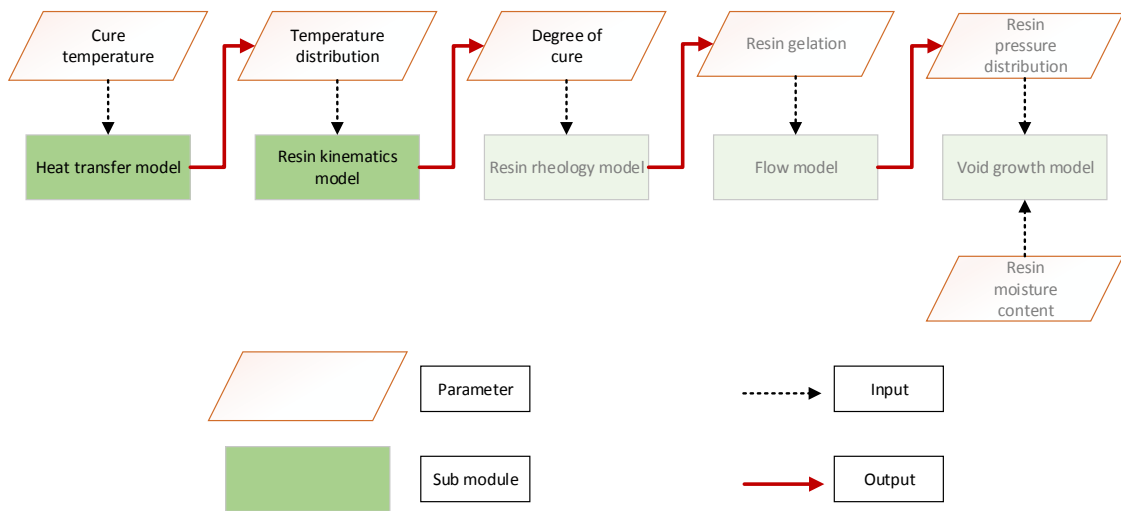 Cure
temperature
Temperature
distribution
Degree of
cure
Resin gelation
Resin
pressure
distribution
Heat transfer model
Resin kinematics
model
Resin rheology model
Flow model
Void growth model
Resin
moisture
content
Parameter
Input
Sub module
Output